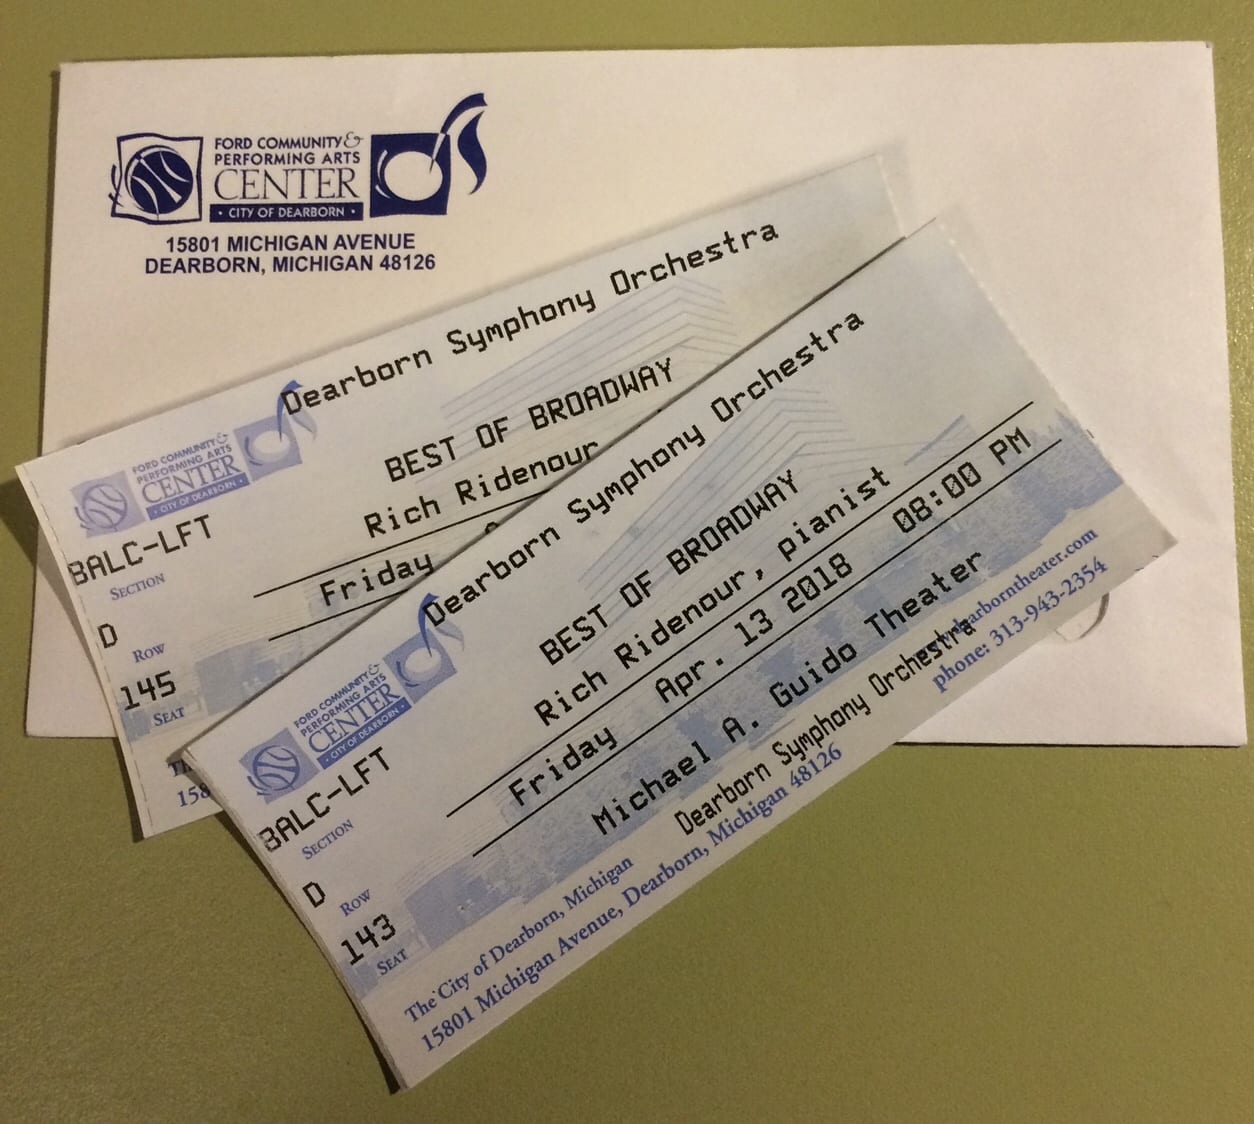 FORD COMMUNITY &
PERFORMING ARTS
CENTER
· CITY OF DEARBORN ·
15801 MICHIGAN AVENUE
DEARBORN, MICHIGAN 48126
Dearborn Symphony Orchestra
BEST OF BROADWAY
Rich Ridenour
Friday
FORD COMMUNITY &
PERFORMING ARTS
CENTER
· CITY OF DEARBORN ·
BALC-LFT
SECTION
D
ROW
145
SEAT
158
Dearborn Symphony Orchestra
BEST OF BROADWAY
Rich Ridenour, pianist
Friday Apr. 13 2018 08:00 PM
Michael A. Guido Theater
Dearborn Symphony Orchestra
FORD COMMUNITY &
PERFORMING ARTS
CENTER
· CITY OF DEARBORN ·
BALC-LFT
SECTION
D
ROW
143
SEAT
The City of Dearborn, Michigan
15801 Michigan Avenue, Dearborn, Michigan 48126
dearborntheater.com
phone: 313-943-2354